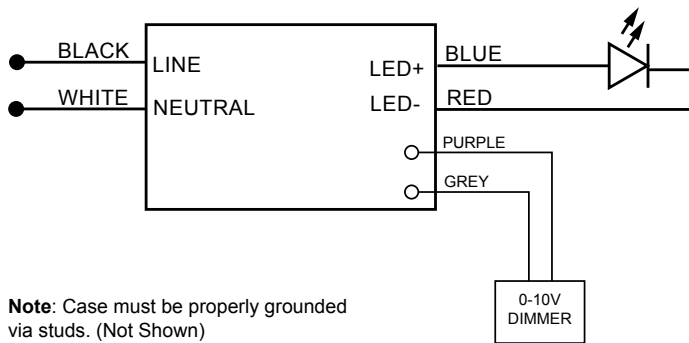 BLACK
LINE
WHITE
NEUTRAL
LED+
BLUE
LED-
RED
PURPLE
GREY
0-10V
DIMMER
Note: Case must be properly grounded
via studs. (Not Shown)